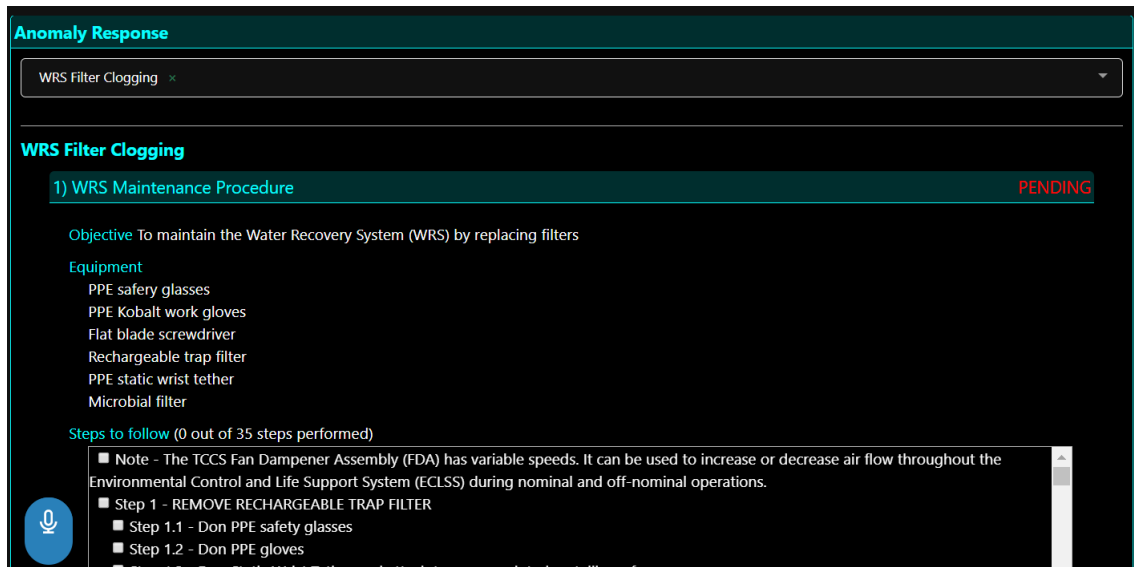 Anomaly Response
WRS Filter Clogging ×
WRS Filter Clogging
1) WRS Maintenance Procedure PENDING
Objective To maintain the Water Recovery System (WRS) by replacing filters
Equipment
PPE safery glasses
PPE Kobalt work gloves
Flat blade screwdriver
Rechargeable trap filter
PPE static wrist tether
Microbial filter
Steps to follow (0 out of 35 steps performed)
Note - The TCCS Fan Dampener Assembly (FDA) has variable speeds. It can be used to increase or decrease air flow throughout the
Environmental Control and Life Support System (ECLSS) during nominal and off-nominal operations.
Step 1 - REMOVE RECHARGEABLE TRAP FILTER
Step 1.1 - Don PPE safety glasses
Step 1.2 - Don PPE gloves